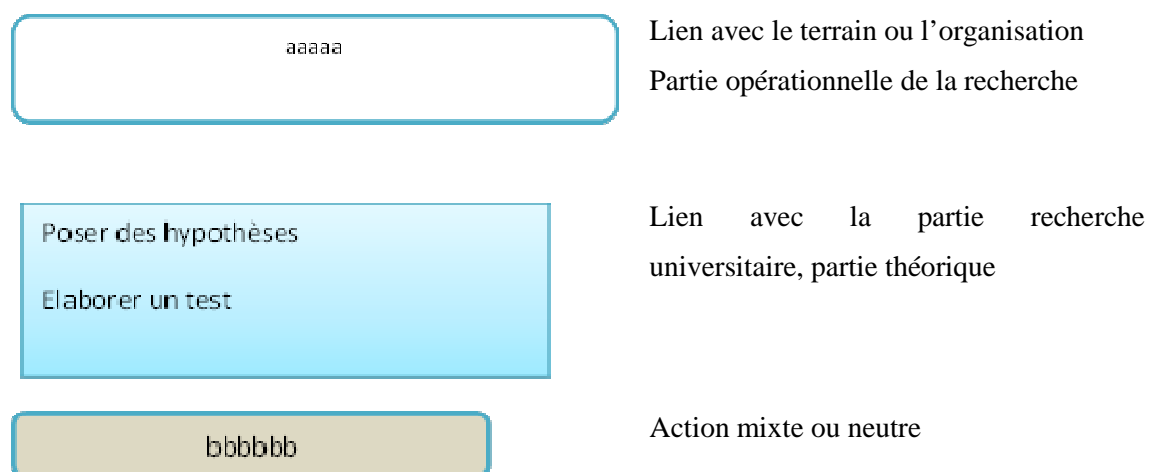 aaaaa
Lien avec le terrain ou l’organisation
Partie opérationnelle de la recherche
Poser des hypothèses
Elaborer un test
Lien avec la partie recherche
universitaire, partie théorique
bbbbbb
Action mixte ou neutre